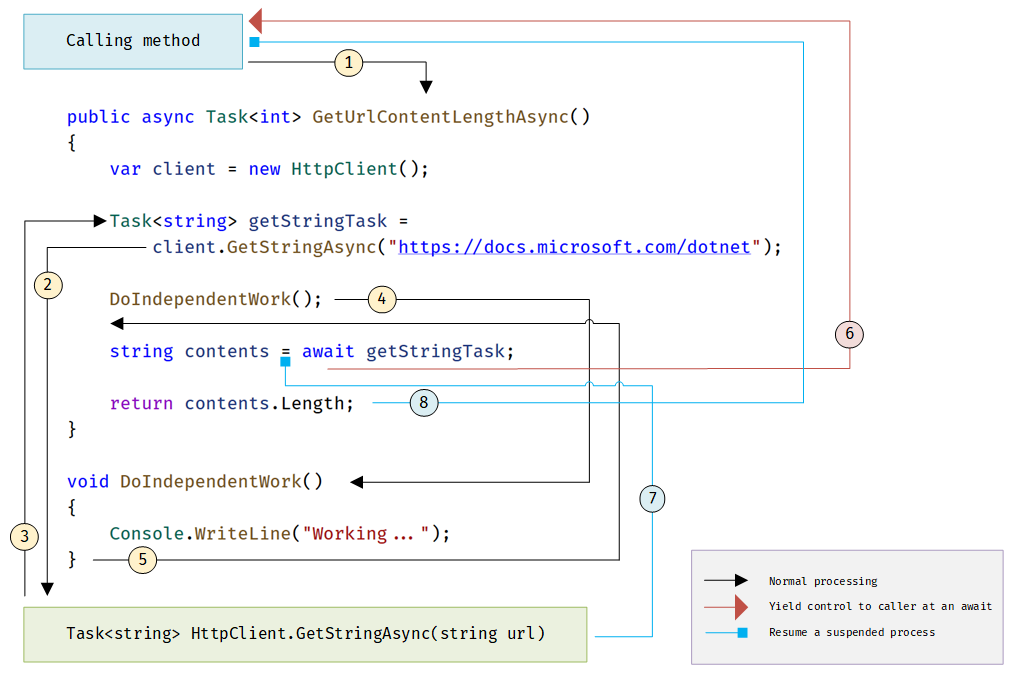 Calling method
1
public async Task<int> GetUrlContentLengthAsync()
{
var client = new HttpClient();
Task<string> getStringTask =
client.GetStringAsync("https://docs.microsoft.com/dotnet");
2
DoIndependentWork();
4
6
string contents = await getStringTask;
return contents.Length;
8
}
void DoIndependentWork()
7
{
Console.WriteLine("Working...");
3
}
5
Task<string> HttpClient.GetStringAsync(string url)
Normal processing
Yield control to caller at an await
Resume a suspended process